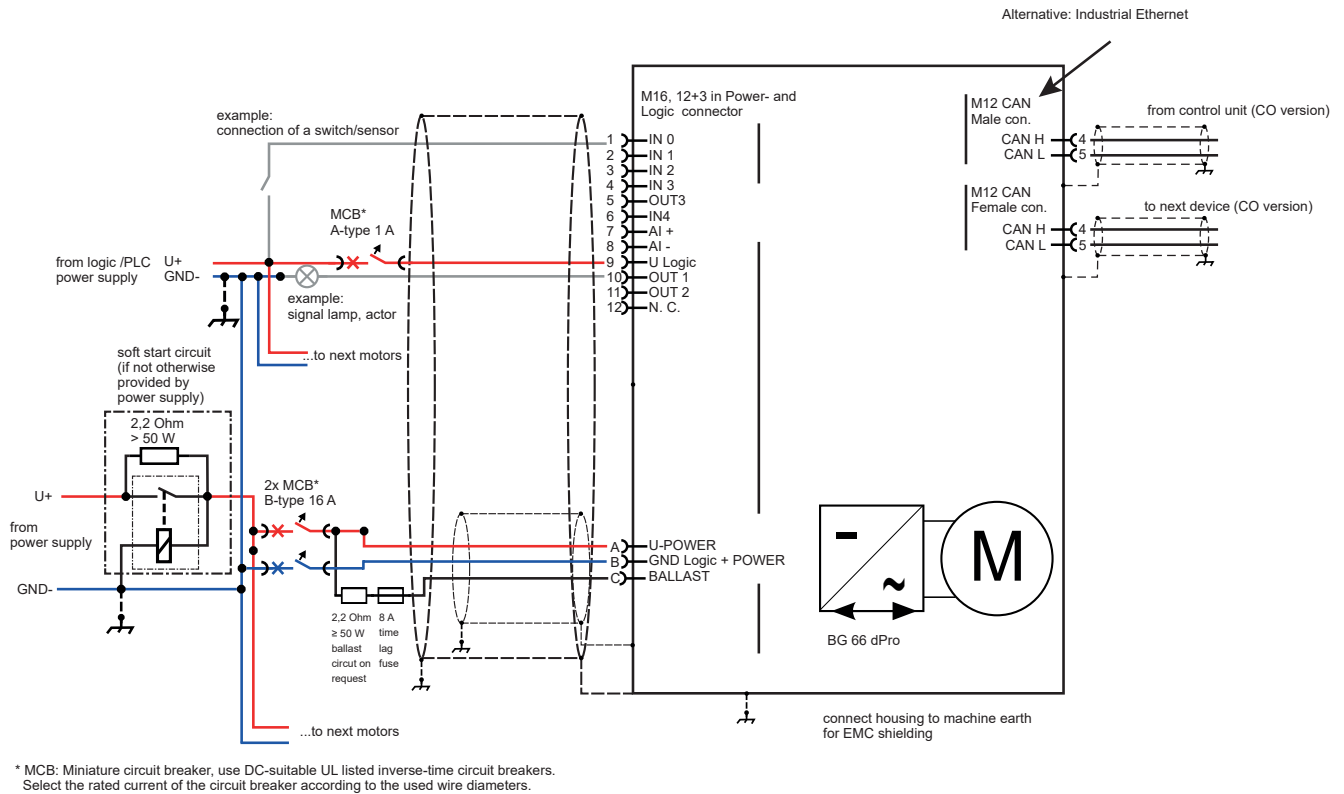 Alternative: Industrial Ethernet
M16, 12+3 in Power- and
Logic connector
M12 CAN
Male con.
from control unit (CO version)
CAN H 4
CAN L 5
M12 CAN
Female con.
to next device (CO version)
CAN H 4
CAN L 5
example:
connection of a switch/sensor
1 IN 0
2 IN 1
3 IN 2
4 IN 3
5 OUT3
6 IN4
7 AI +
8 AI -
9 U Logic
10 OUT 1
11 OUT 2
12 N. C.
MCB*
A-type 1 A
from logic /PLC
power supply
U+
GND-
example:
signal lamp, actor
...to next motors
soft start circuit
(if not otherwise
provided by
power supply)
2,2 Ohm
> 50 W
2x MCB*
B-type 16 A
U+
from
power supply
GND-
A U-POWER
B GND Logic + POWER
C BALLAST
2,2 Ohm
≥ 50 W
ballast
circut on
request
8 A
time
lag
fuse
M
BG 66 dPro
...to next motors
connect housing to machine earth
for EMC shielding
* MCB: Miniature circuit breaker, use DC-suitable UL listed inverse-time circuit breakers.
Select the rated current of the circuit breaker according to the used wire diameters.